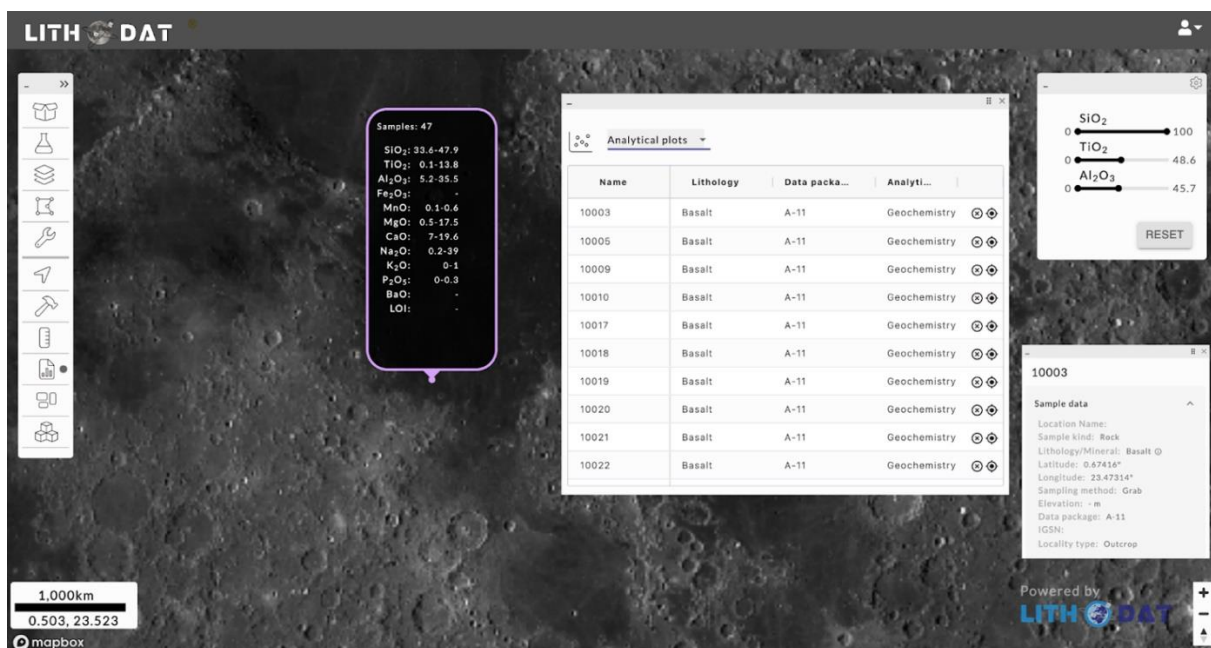 LITH DAT
Samples: 47
SiO₂: 33.6-47.9
TiO₂: 0.1-13.8
Al₂O₃: 5.2-35.5
Fe₂O₃: -
MnO: 0.1-0.6
MgO: 0.5-17.5
CaO: 7-19.6
Na₂O: 0.2-39
K₂O: 0-1
P₂O₅: 0-0.3
BaO: -
LOI: -
Analytical plots
Name Lithology Data packa... Analyti...
10003 Basalt A-11 Geochemistry
10005 Basalt A-11 Geochemistry
10009 Basalt A-11 Geochemistry
10010 Basalt A-11 Geochemistry
10017 Basalt A-11 Geochemistry
10018 Basalt A-11 Geochemistry
10019 Basalt A-11 Geochemistry
10020 Basalt A-11 Geochemistry
10021 Basalt A-11 Geochemistry
10022 Basalt A-11 Geochemistry
SiO₂
0 100
TiO₂
0 48.6
Al₂O₃
0 45.7
RESET
10003
Sample data
Location Name:
Sample kind: Rock
Lithology/Mineral: Basalt
Latitude: 0.67416°
Longitude: 23.47314°
Sampling method: Grab
Elevation: - m
Data package: A-11
IGSN:
Locality type: Outcrop
1,000km
0.503, 23.523
mapbox
Powered by
LITH DAT